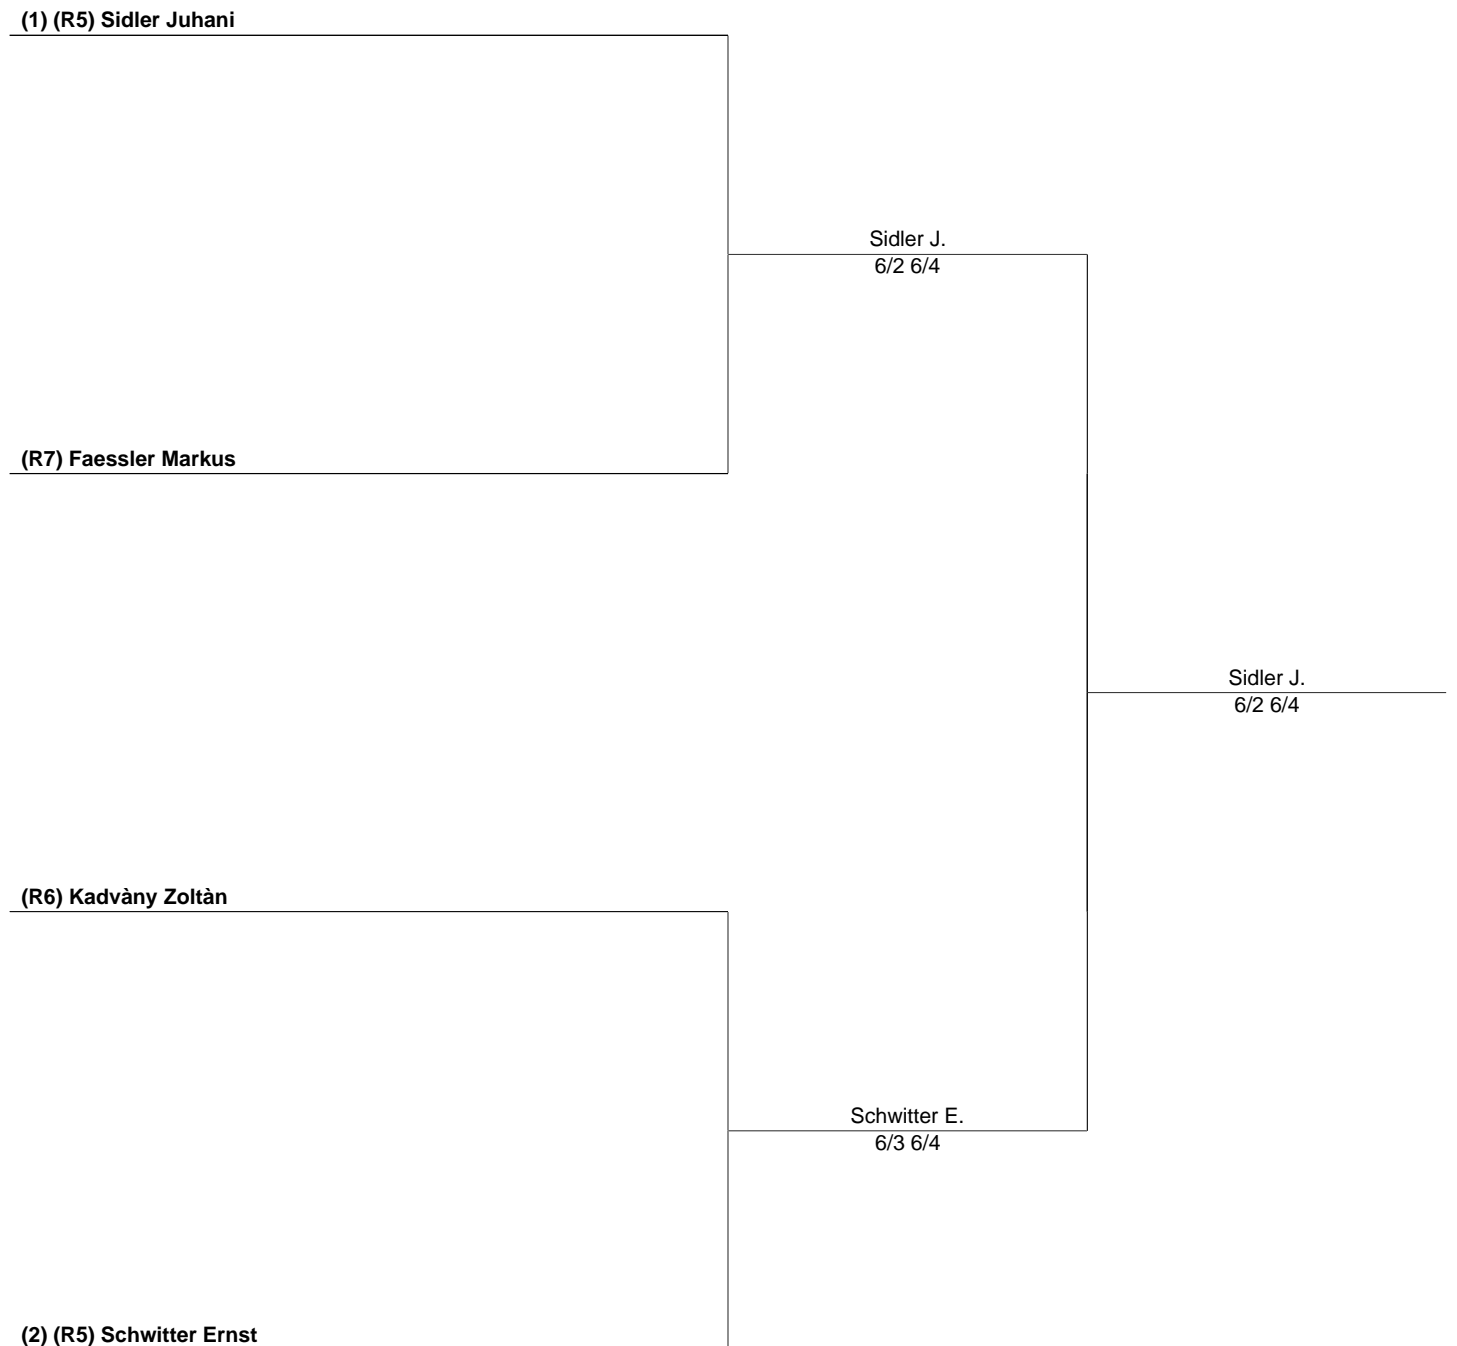 (1) (R5) Sidler Juhani
Sidler J.
6/2 6/4
(R7) Faessler Markus
Sidler J.
6/2 6/4
(R6) Kadvàny Zoltàn
Schwitter E.
6/3 6/4
(2) (R5) Schwitter Ernst